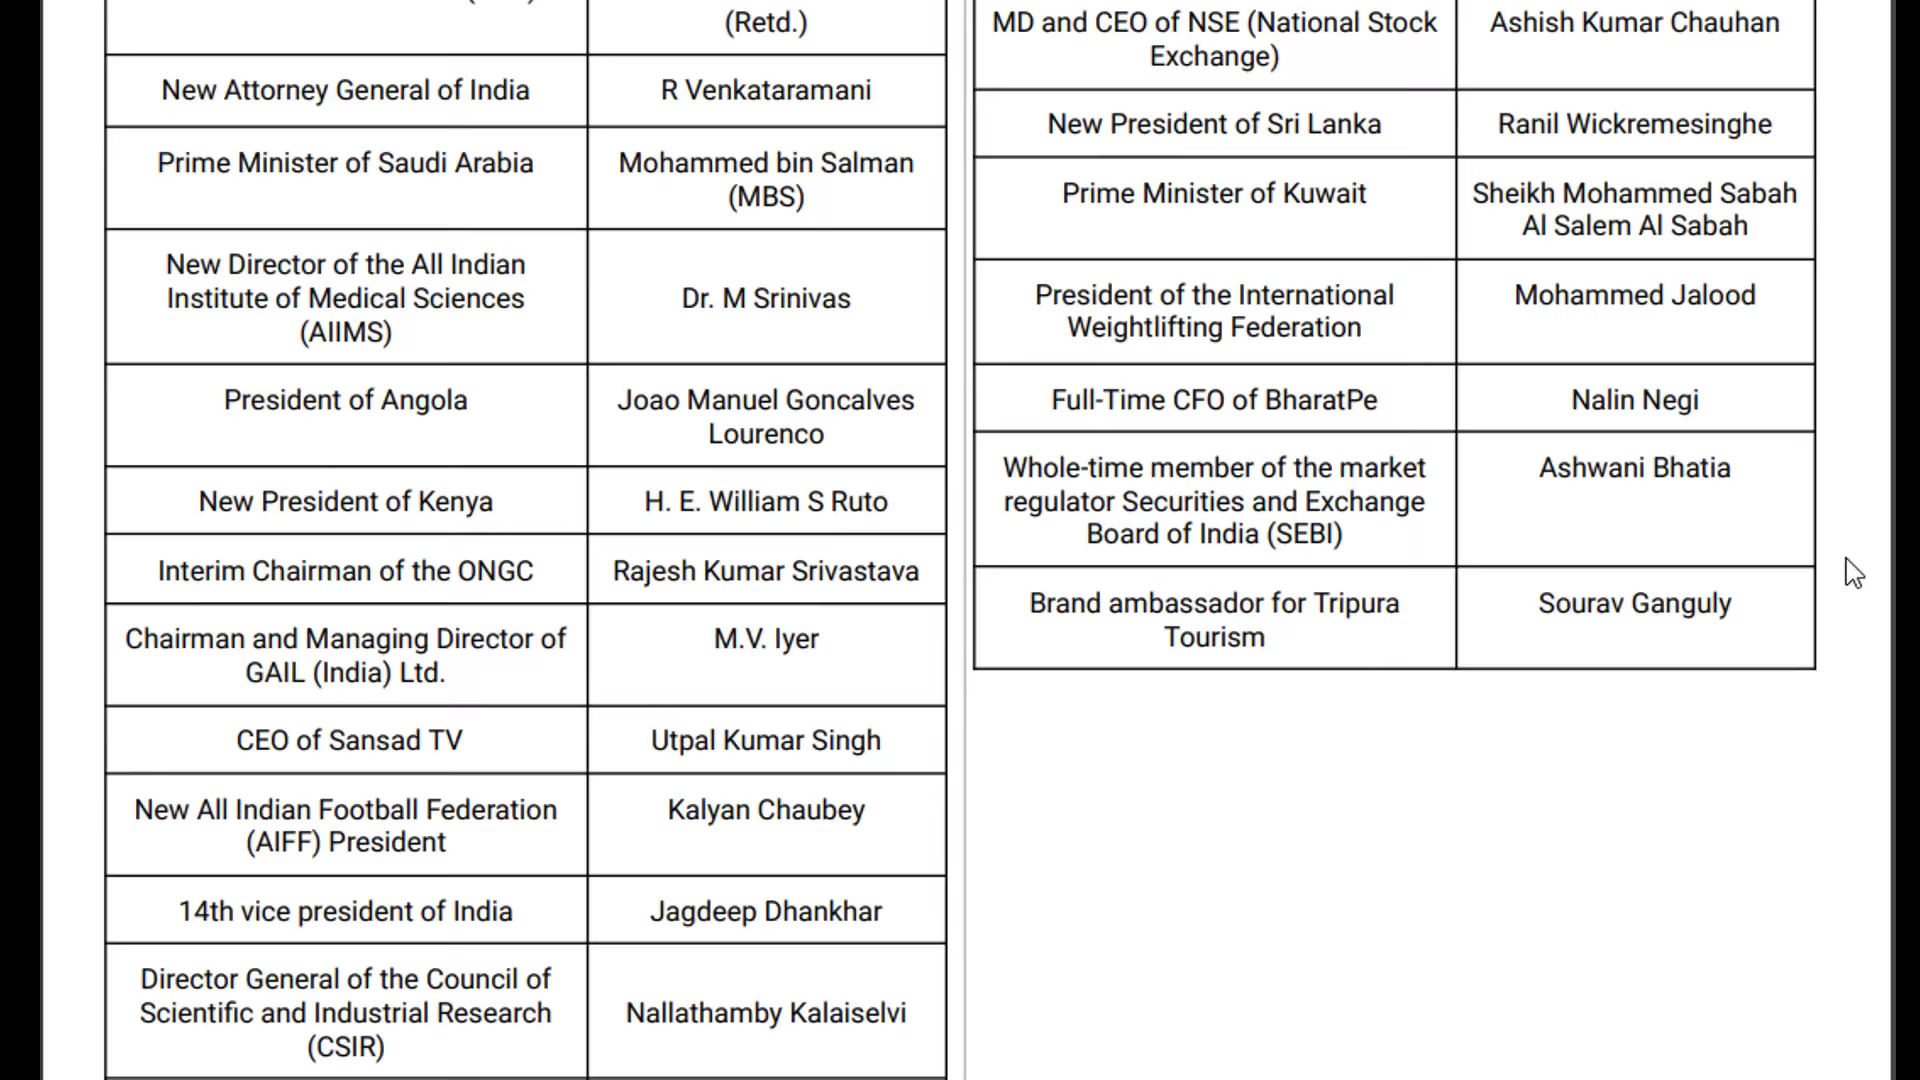 (Retd.)
New Attorney General of India
R Venkataramani
Prime Minister of Saudi Arabia
Mohammed bin Salman
(MBS)
New Director of the All Indian
Institute of Medical Sciences
(AIIMS)
Dr. M Srinivas
President of Angola
Joao Manuel Goncalves
Lourenco
New President of Kenya
H. E. William S Ruto
Interim Chairman of the ONGC
Rajesh Kumar Srivastava
Chairman and Managing Director of
GAIL (India) Ltd.
M.V. Iyer
CEO of Sansad TV
Utpal Kumar Singh
New All Indian Football Federation
(AIFF) President
Kalyan Chaubey
14th vice president of India
Jagdeep Dhankhar
Director General of the Council of
Scientific and Industrial Research
(CSIR)
Nallathamby Kalaiselvi
MD and CEO of NSE (National Stock
Exchange)
Ashish Kumar Chauhan
New President of Sri Lanka
Ranil Wickremesinghe
Prime Minister of Kuwait
Sheikh Mohammed Sabah
Al Salem Al Sabah
President of the International
Weightlifting Federation
Mohammed Jalood
Full-Time CFO of BharatPe
Nalin Negi
Whole-time member of the market
regulator Securities and Exchange
Board of India (SEBI)
Ashwani Bhatia
Brand ambassador for Tripura
Tourism
Sourav Ganguly